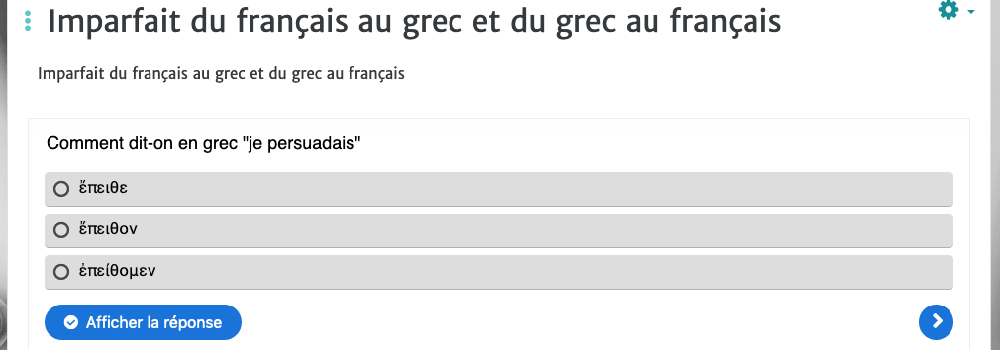 Imparfait du français au grec et du grec au français
Imparfait du français au grec et du grec au français
Comment dit-on en grec "je persuadais"
ἔπειθε
ἔπειθον
ἐπείθομεν
Afficher la réponse